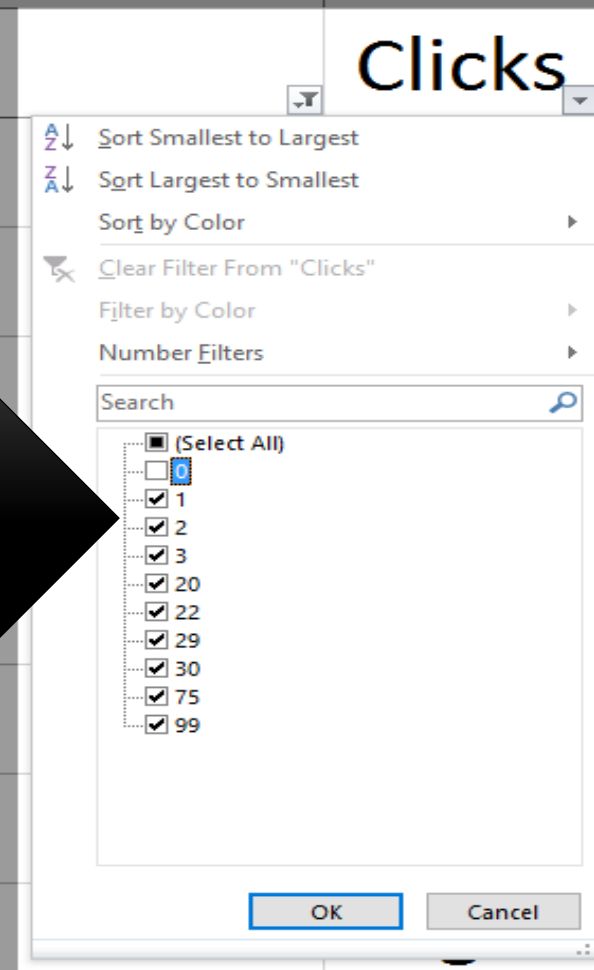 Clicks
Sort Smallest to Largest
Sort Largest to Smallest
Sort by Color
Clear Filter From "Clicks"
Filter by Color
Number Filters
Search
(Select All)
0
1
2
3
20
22
29
30
75
99
OK Cancel